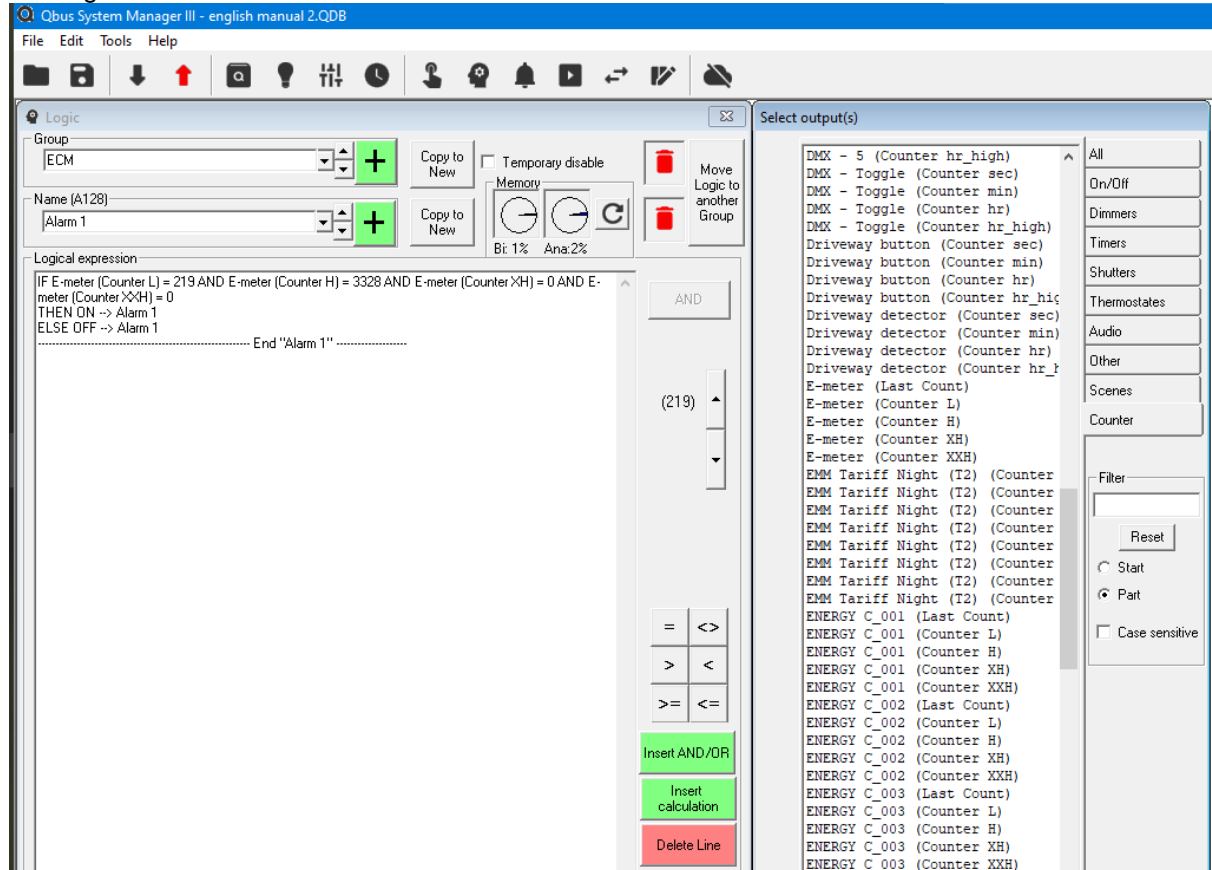 Qbus System Manager III - english manual 2.QDB
File Edit Tools Help
Logic
Group
ECM
Copy to
New
Temporary disable
Move
Logic to
another
Group
Name (A128)
Alarm 1
Copy to
New
Memory
Bi: 1% Ana:2%
Logical expression
IF E-meter (Counter L) = 219 AND E-meter (Counter H) = 3328 AND E-meter (Counter XH) = 0 AND E-
meter (Counter XXH) = 0
THEN ON --> Alarm 1
ELSE OFF --> Alarm 1
------------------------------------------------------------ End "Alarm 1" --------------------
AND
(219)
= <>
> <
>= <=
Insert AND/OR
Insert
calculation
Delete Line
Select output(s)
DMX - 5 (Counter hr_high)
DMX - Toggle (Counter sec)
DMX - Toggle (Counter min)
DMX - Toggle (Counter hr)
DMX - Toggle (Counter hr_high)
Driveway button (Counter sec)
Driveway button (Counter min)
Driveway button (Counter hr)
Driveway button (Counter hr_hig
Driveway detector (Counter sec)
Driveway detector (Counter min)
Driveway detector (Counter hr)
Driveway detector (Counter hr_h
E-meter (Last Count)
E-meter (Counter L)
E-meter (Counter H)
E-meter (Counter XH)
E-meter (Counter XXH)
EMM Tariff Night (T2) (Counter
EMM Tariff Night (T2) (Counter
EMM Tariff Night (T2) (Counter
EMM Tariff Night (T2) (Counter
EMM Tariff Night (T2) (Counter
EMM Tariff Night (T2) (Counter
EMM Tariff Night (T2) (Counter
EMM Tariff Night (T2) (Counter
ENERGY C_001 (Last Count)
ENERGY C_001 (Counter L)
ENERGY C_001 (Counter H)
ENERGY C_001 (Counter XH)
ENERGY C_001 (Counter XXH)
ENERGY C_002 (Last Count)
ENERGY C_002 (Counter L)
ENERGY C_002 (Counter H)
ENERGY C_002 (Counter XH)
ENERGY C_002 (Counter XXH)
ENERGY C_003 (Last Count)
ENERGY C_003 (Counter L)
ENERGY C_003 (Counter H)
ENERGY C_003 (Counter XH)
ENERGY C_003 (Counter XXH)
All
On/Off
Dimmers
Timers
Shutters
Thermostates
Audio
Other
Scenes
Counter
Filter
Reset
Start
Part
Case sensitive